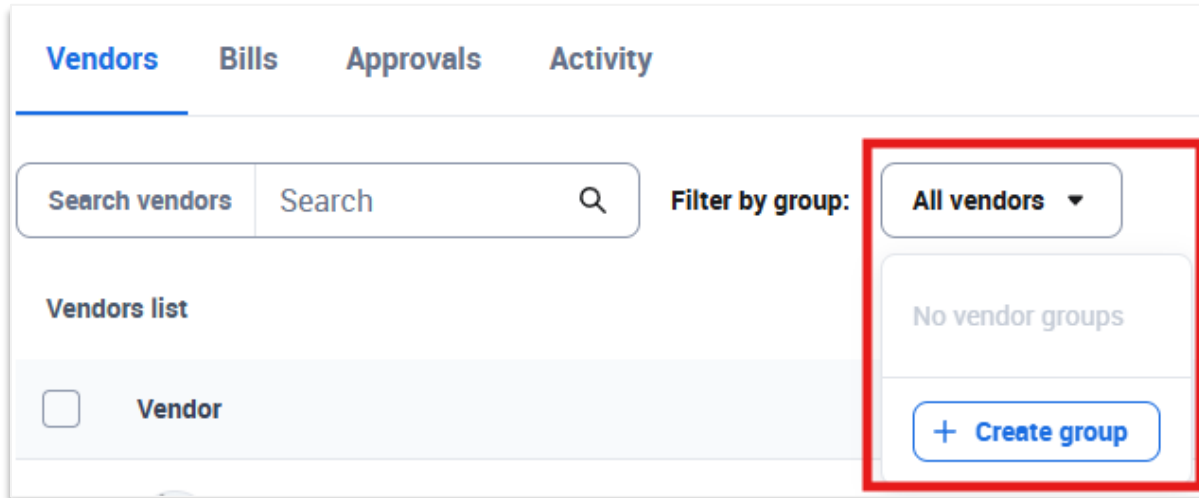 Vendors Bills Approvals Activity
Search vendors Search Filter by group: All vendors
Vendors list
No vendor groups
Vendor
+ Create group